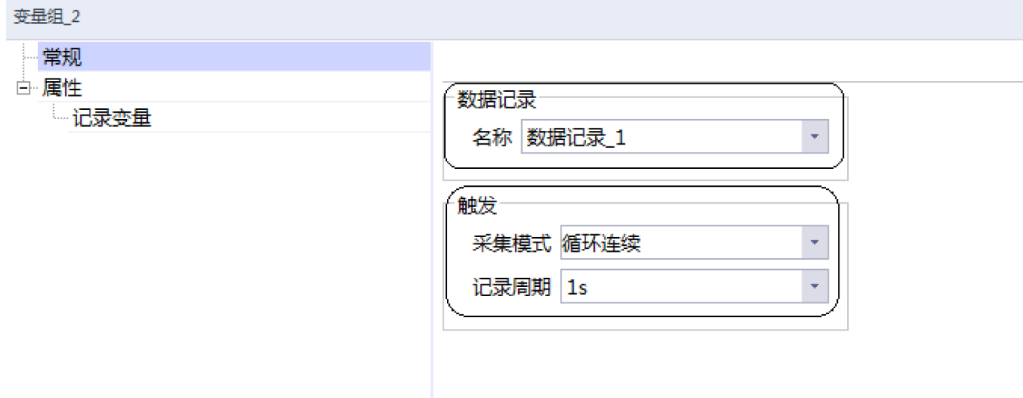 变量组_2
常规
属性
记录变量
数据记录
名称 数据记录_1
触发
采集模式 循环连续
记录周期 1s